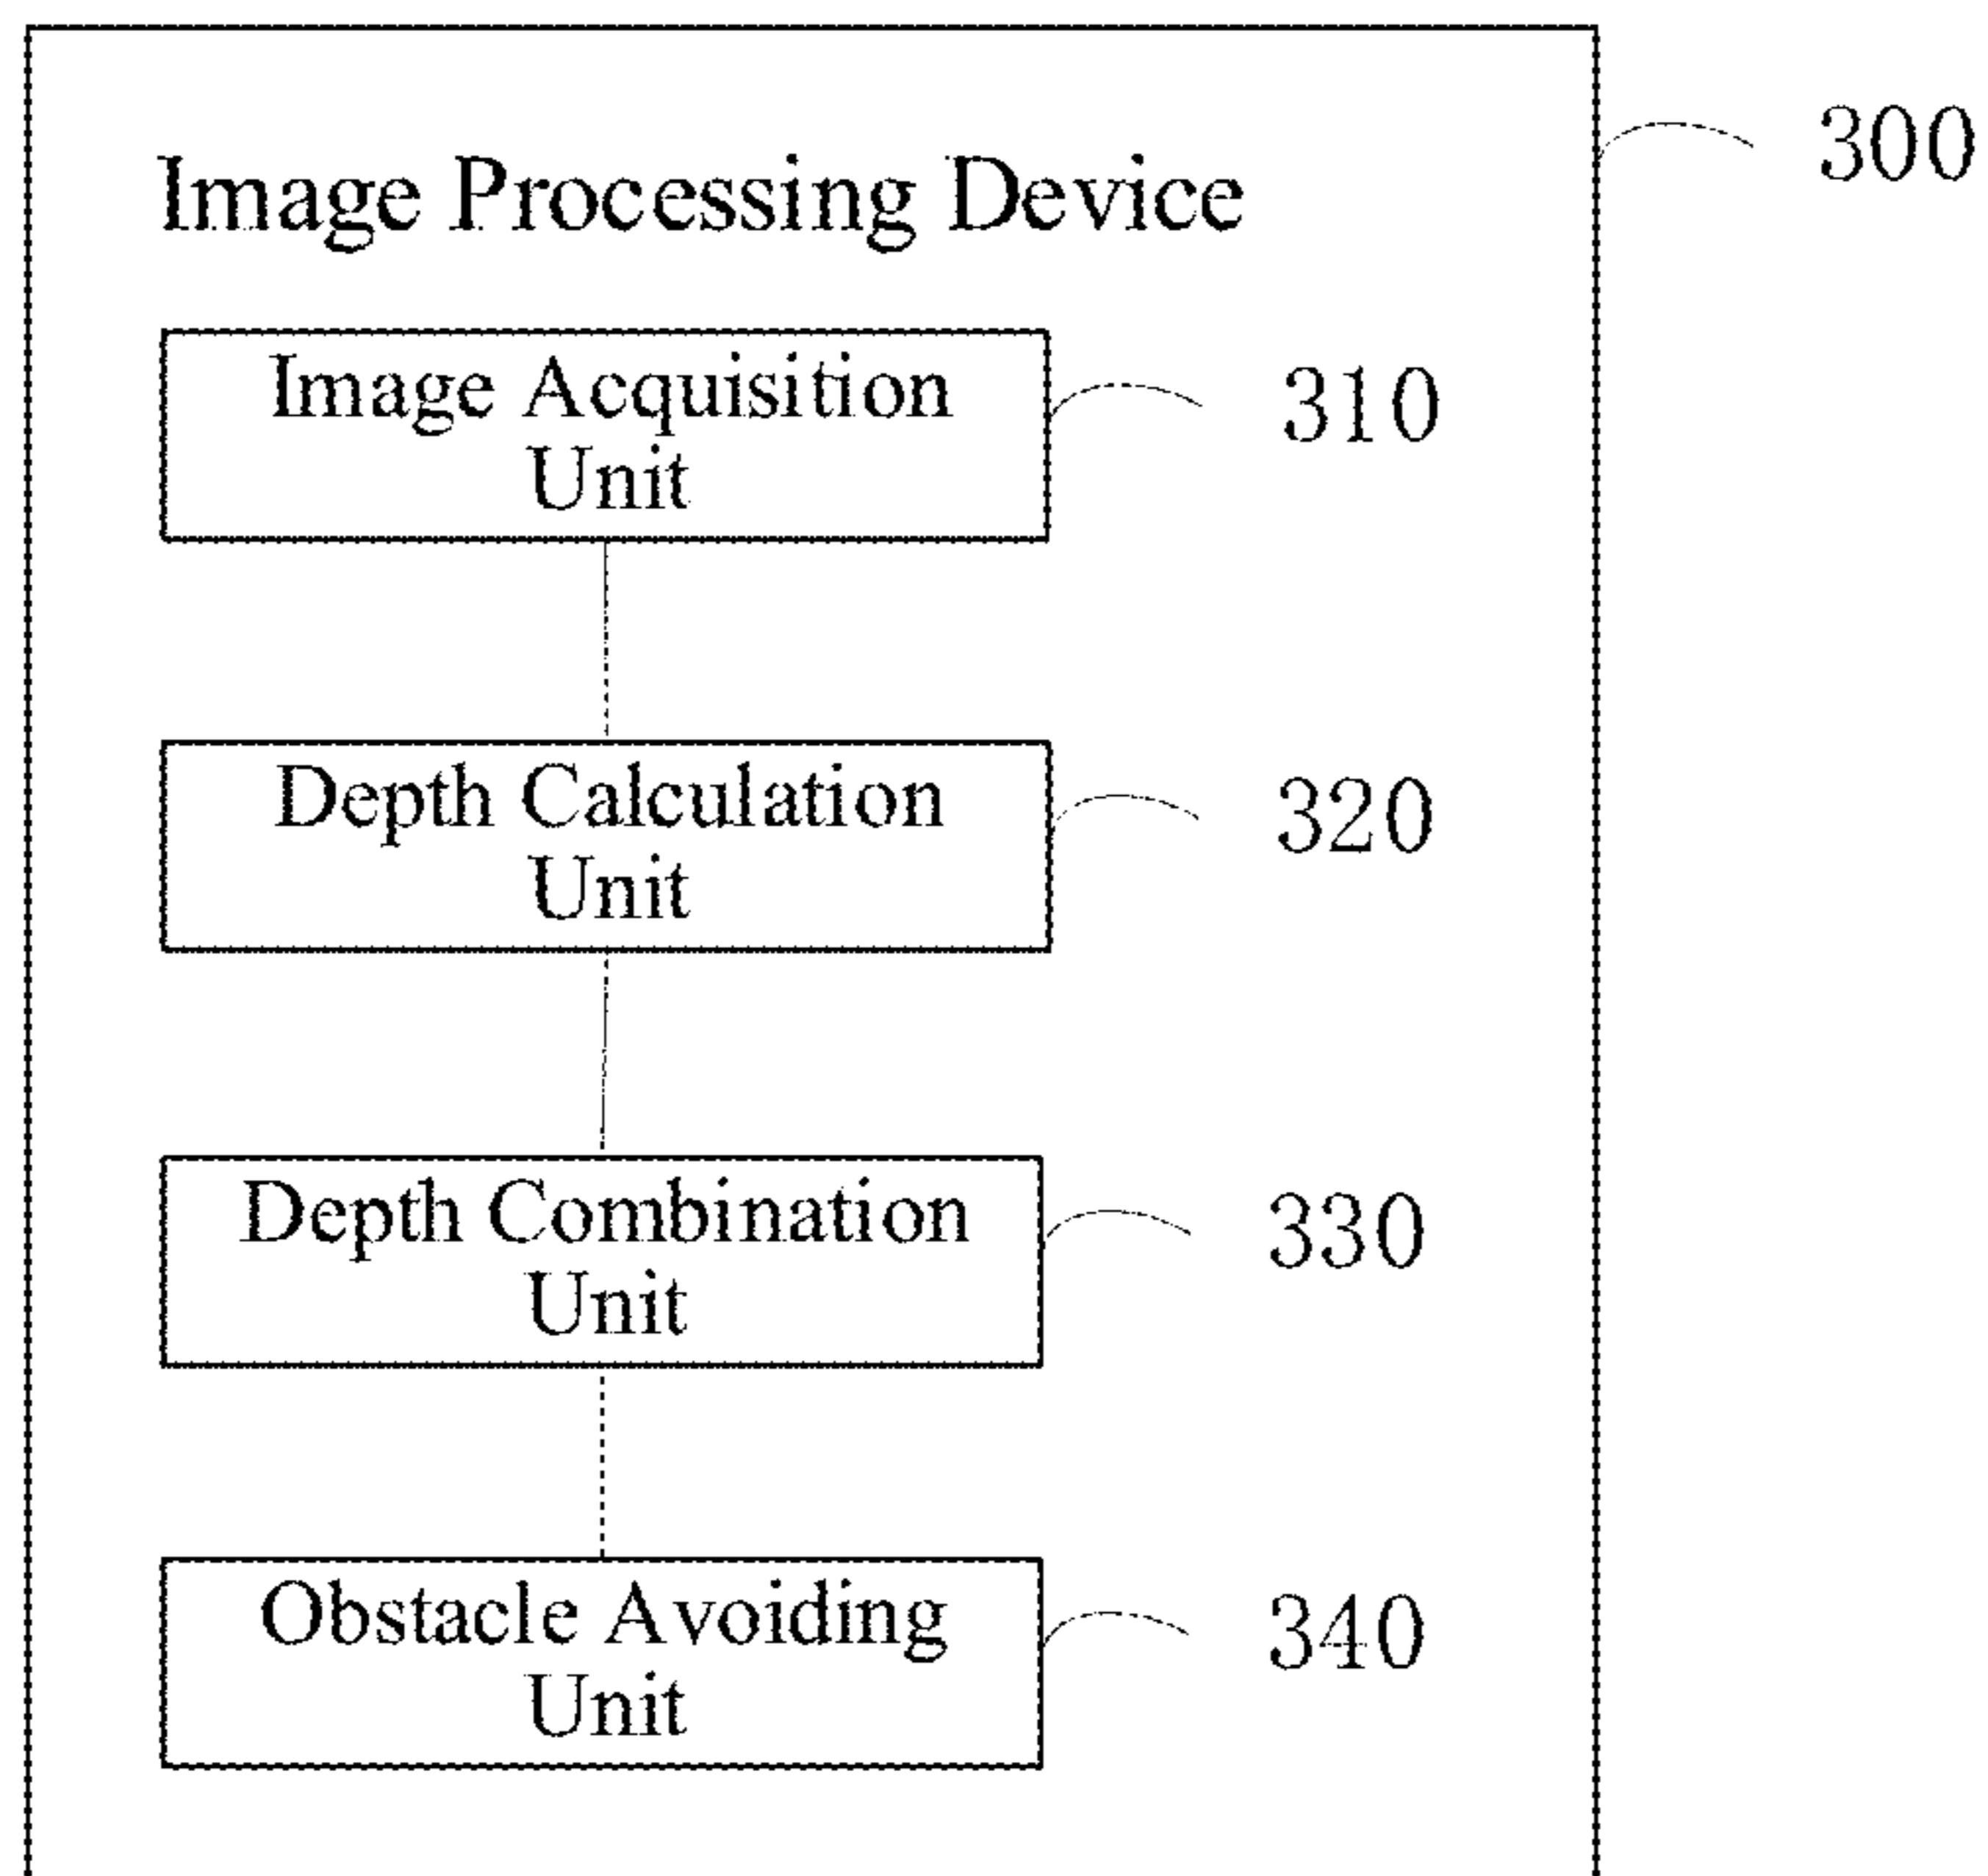 300
Image Processing Device
Image Acquisition
Unit
310
Depth Calculation
Unit
320
Depth Combination
Unit
330
Obstacle Avoiding
Unit
340